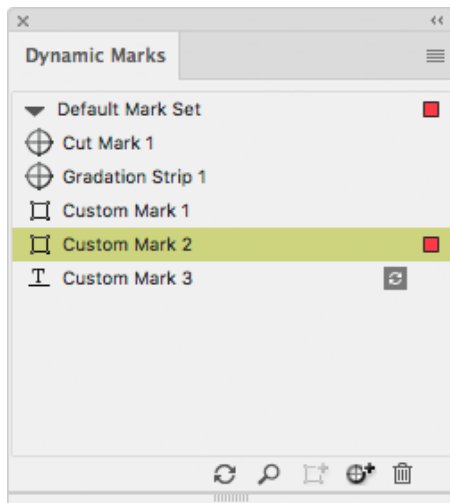 Dynamic Marks
Default Mark Set
Cut Mark 1
Gradation Strip 1
Custom Mark 1
Custom Mark 2
Custom Mark 3